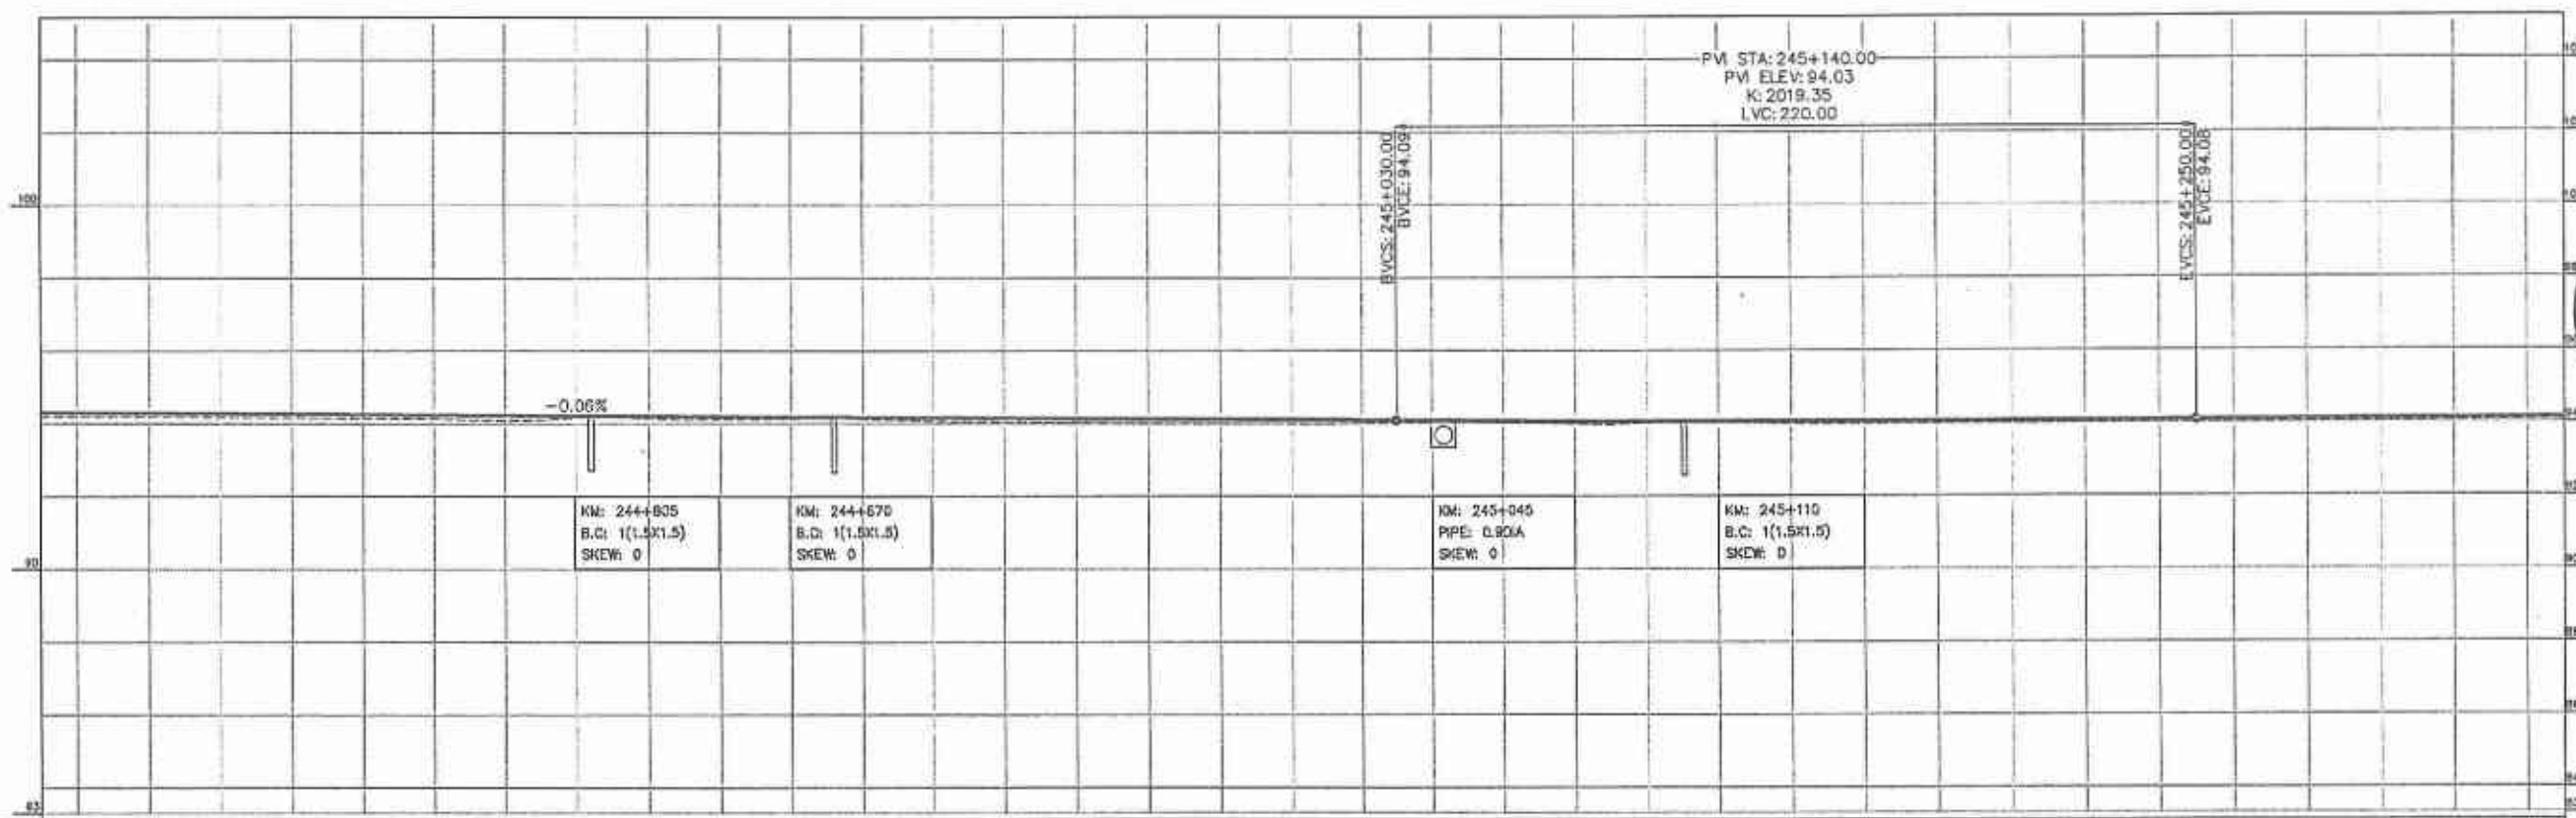 PVI STA: 245+140.00
PVI ELEV: 94.03
K: 2019.35
LVC: 220.00
BVCS: 245+030.00
BVCE: 94.09
EVCS: 245+250.00
EVCE: 94.08
100
-0.06%
KM: 244+805
B.C: 1(1.5X1.5)
SKEW: 0
KM: 244+870
B.C: 1(1.5X1.5)
SKEW: 0
KM: 245+045
PIPE: 0.9DIA
SKEW: 0
KM: 245+110
B.C: 1(1.5X1.5)
SKEW: 0
90
90
83